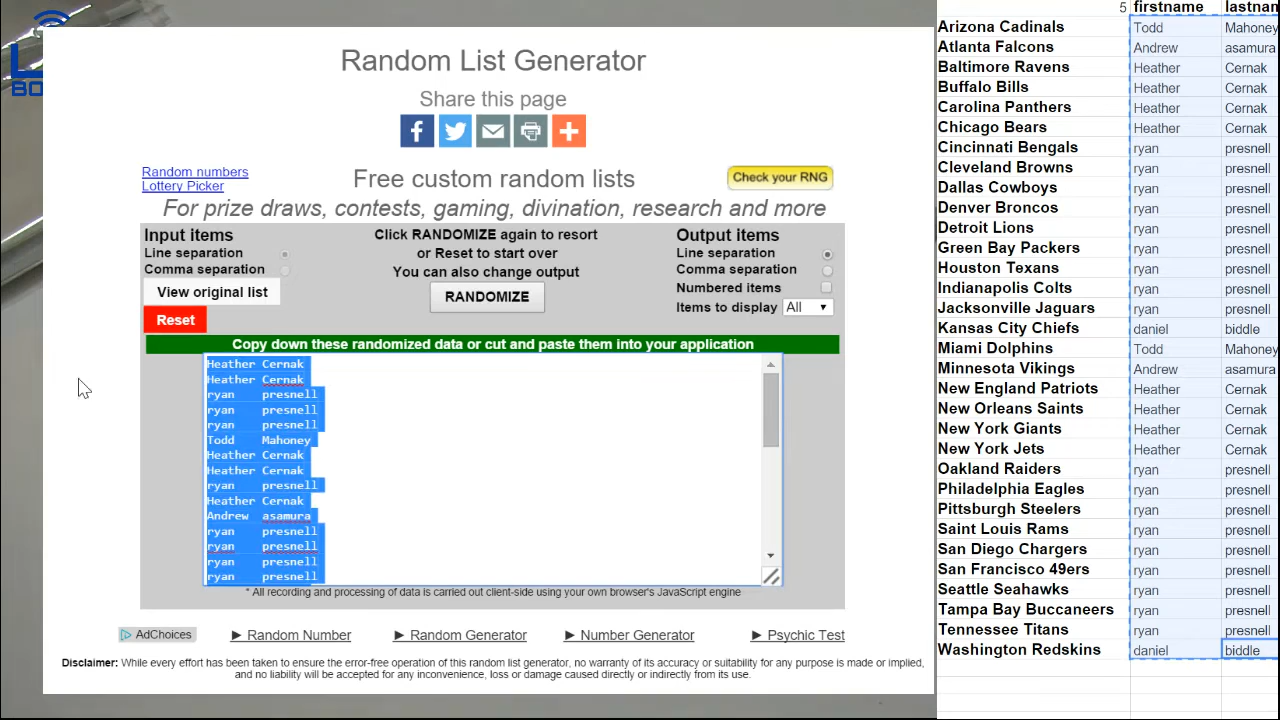 Random List Generator
Share this page
Random numbers
Lottery Picker
Free custom random lists
Check your RNG
For prize draws, contests, gaming, divination, research and more
Input items
Line separation
Comma separation
View original list
Reset
Click RANDOMIZE again to resort
or Reset to start over
You can also change output
RANDOMIZE
Output items
Line separation
Comma separation
Numbered items
Items to display All
Copy down these randomized data or cut and paste them into your application
Heather Cernak
Heather Cernak
ryan presnell
ryan presnell
ryan presnell
Todd Mahoney
Heather Cernak
Heather Cernak
ryan presnell
Heather Cernak
Andrew asamura
ryan presnell
ryan presnell
ryan presnell
ryan presnell
* All recording and processing of data is carried out client-side using your own browser's JavaScript engine
AdChoices
► Random Number
► Random Generator
► Number Generator
► Psychic Test
Disclaimer: While every effort has been taken to ensure the error-free operation of this random list generator, no warranty of its accuracy or suitability for any purpose is made or implied,
and no liability will be accepted for any inconvenience, loss or damage caused directly or indirectly from its use.
5 firstname lastnam
Arizona Cadinals Todd Mahoney
Atlanta Falcons Andrew asamura
Baltimore Ravens Heather Cernak
Buffalo Bills Heather Cernak
Carolina Panthers Heather Cernak
Chicago Bears Heather Cernak
Cincinnati Bengals ryan presnell
Cleveland Browns ryan presnell
Dallas Cowboys ryan presnell
Denver Broncos ryan presnell
Detroit Lions ryan presnell
Green Bay Packers ryan presnell
Houston Texans ryan presnell
Indianapolis Colts ryan presnell
Jacksonville Jaguars ryan presnell
Kansas City Chiefs daniel biddle
Miami Dolphins Todd Mahoney
Minnesota Vikings Andrew asamura
New England Patriots Heather Cernak
New Orleans Saints Heather Cernak
New York Giants Heather Cernak
New York Jets Heather Cernak
Oakland Raiders ryan presnell
Philadelphia Eagles ryan presnell
Pittsburgh Steelers ryan presnell
Saint Louis Rams ryan presnell
San Diego Chargers ryan presnell
San Francisco 49ers ryan presnell
Seattle Seahawks ryan presnell
Tampa Bay Buccaneers ryan presnell
Tennessee Titans ryan presnell
Washington Redskins daniel biddle